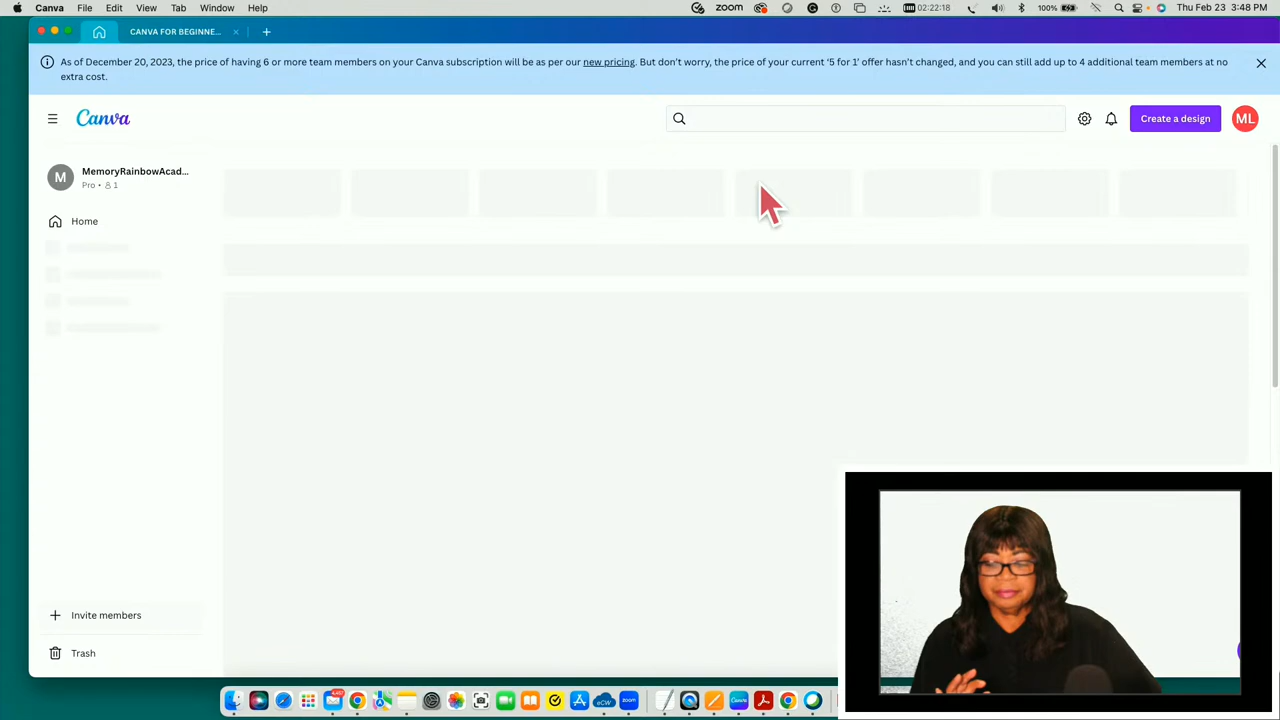 Canva File Edit View Tab Window Help zoom 02:22:18 100% Thu Feb 23 3:48 PM
CANVA FOR BEGINNE...
As of December 20, 2023, the price of having 6 or more team members on your Canva subscription will be as per our new pricing. But don't worry, the price of your current '5 for 1' offer hasn't changed, and you can still add up to 4 additional team members at no
extra cost.
Canva Create a design ML
M MemoryRainbowAcad...
Pro • 1
Home
Invite members
Trash
eCW zoom